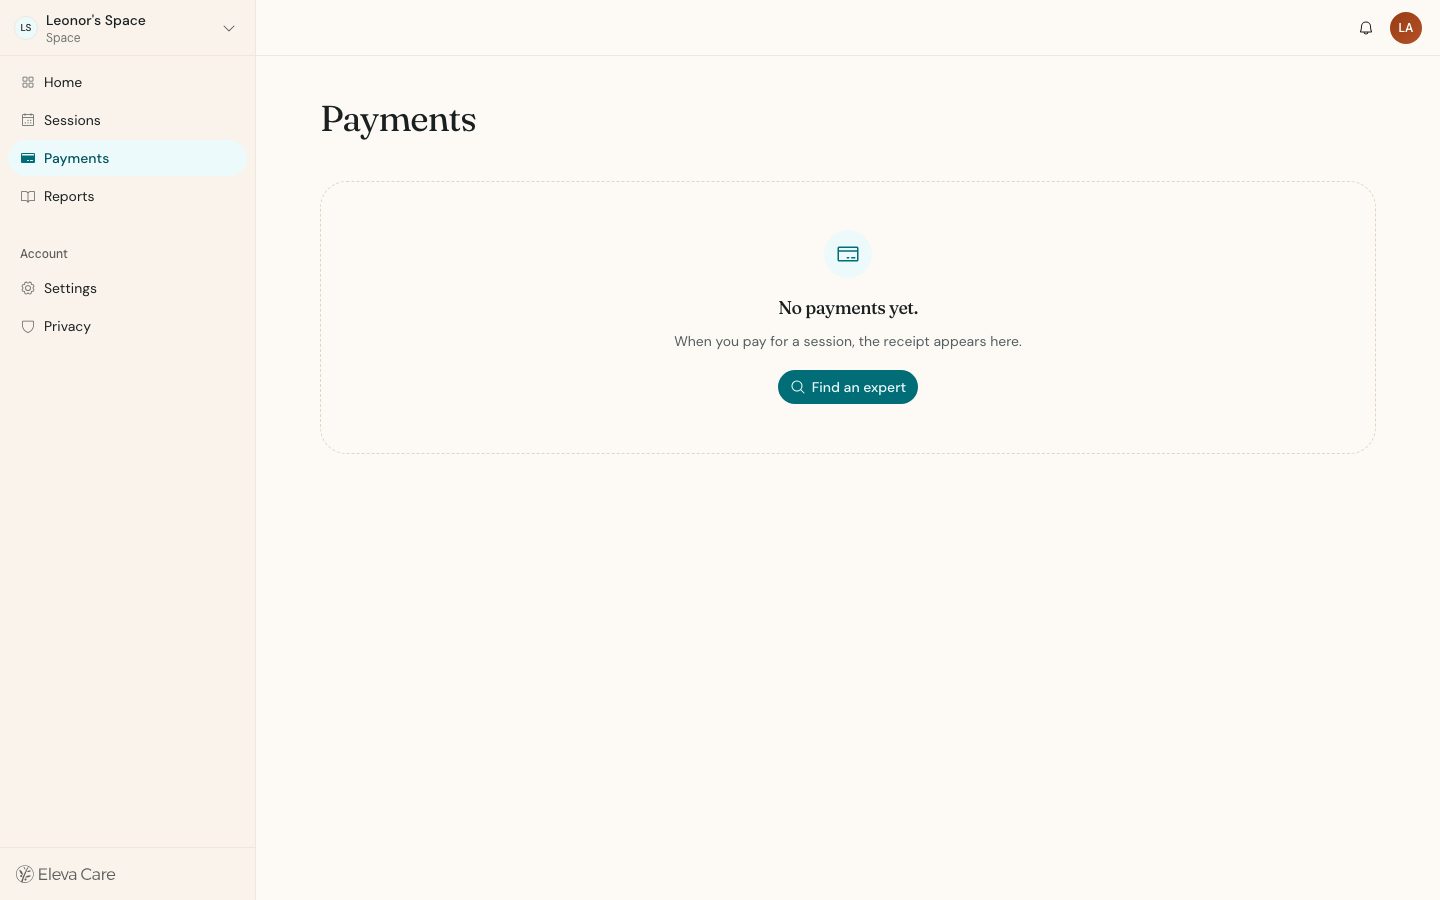 LS
Leonor's Space
Space
LA
Home
Sessions
Payments
Reports
Account
Settings
Privacy
Eleva Care
Payments
No payments yet.
When you pay for a session, the receipt appears here.
Find an expert